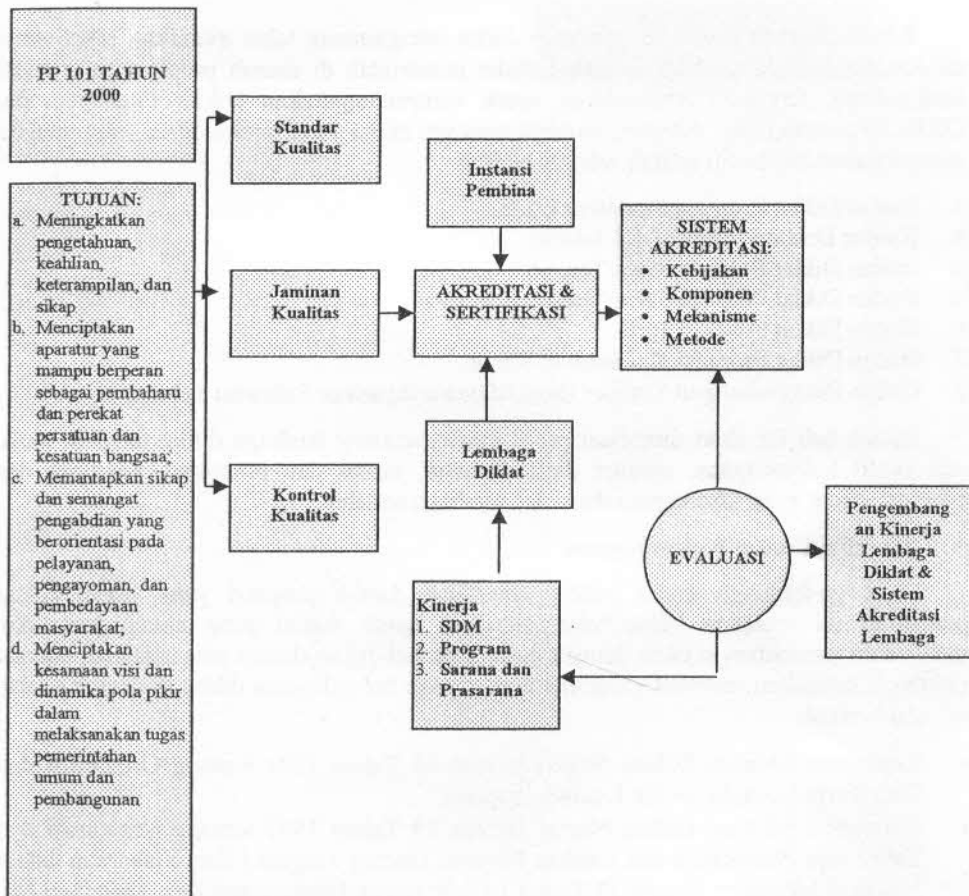 PP 101 TAHUN
2000
TUJUAN:
a. Meningkatkan
pengetahuan,
keahlian,
keterampilan, dan
sikap
b. Menciptakan
aparatur yang
mampu berperan
sebagai pembaharu
dan perekat
persatuan dan
kesatuan bangsaa;
c. Memantapkan sikap
dan semangat
pengabdian yang
berorientasi pada
pelayanan,
pengayoman, dan
pembedayaan
masyarakat;
d. Menciptakan
kesamaan visi dan
dinamika pola pikir
dalam
melaksanakan tugas
pemerintahan
umum dan
pembangunan
Standar
Kualitas
Jaminan
Kualitas
Kontrol
Kualitas
Instansi
Pembina
AKREDITASI &
SERTIFIKASI
Lembaga
Diklat
Kinerja
1. SDM
2. Program
3. Sarana dan
Prasarana
SISTEM
AKREDITASI:
• Kebijakan
• Komponen
• Mekanisme
• Metode
EVALUASI
Pengembang
an Kinerja
Lembaga
Diklat &
Sistem
Akreditasi
Lembaga